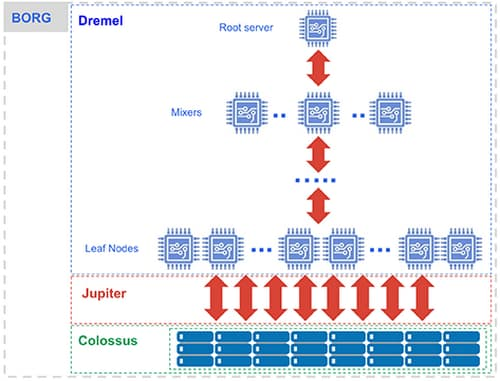 BORG
Dremel
Root server
Mixers
Leaf Nodes
Jupiter
Colossus